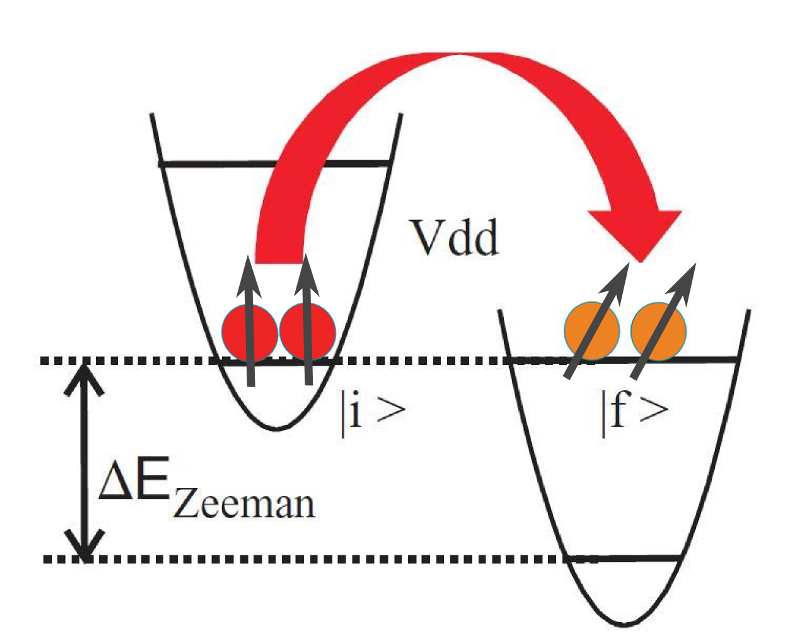 Vdd
|i >
|f >
ΔE_Zeeman